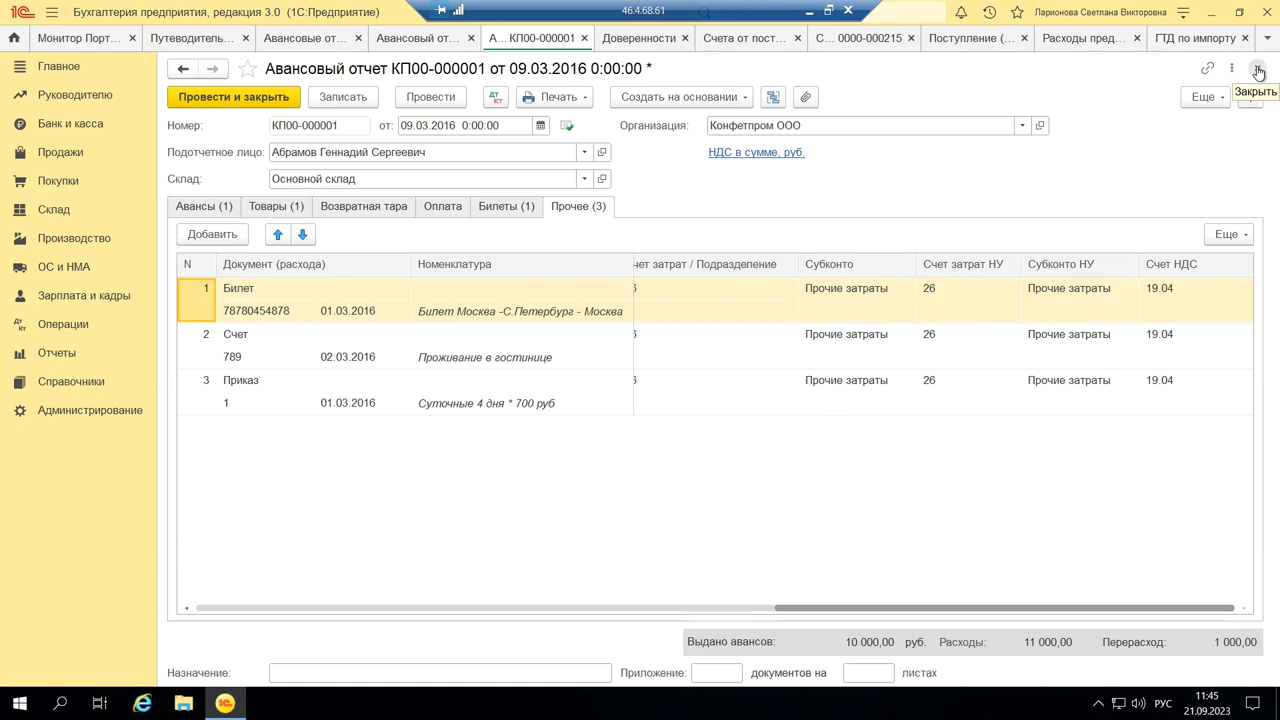 Бухгалтерия предприятия, редакция 3.0 (1С:Предприятие)
46.4.68.61
Ларионова Светлана Викторовна
Монитор Порт...
Путеводитель...
Авансовые от...
Авансовый от...
А... КП00-000001
Доверенности
Счета от пост...
С... 0000-000215
Поступление (...
Расходы пред...
ГТД по импорту
Авансовый отчет КП00-000001 от 09.03.2016 0:00:00 *
Закрыть
Провести и закрыть
Записать
Провести
Печать
Создать на основании
Еще
Номер:
КП00-000001
от:
09.03.2016 0:00:00
Организация:
Конфетпром ООО
Подотчетное лицо:
Абрамов Геннадий Сергеевич
НДС в сумме, руб.
Склад:
Основной склад
Главное
Руководителю
Банк и касса
Продажи
Покупки
Склад
Производство
ОС и НМА
Зарплата и кадры
Операции
Отчеты
Справочники
Администрирование
Авансы (1)
Товары (1)
Возвратная тара
Оплата
Билеты (1)
Прочее (3)
Добавить
Еще
N Документ (расхода) Номенклатура чет затрат / Подразделение Субконто Счет затрат НУ Субконто НУ Счет НДС
1 Билет 6 Прочие затраты 26 Прочие затраты 19.04
78780454878 01.03.2016 Билет Москва -С.Петербург - Москва
2 Счет 6 Прочие затраты 26 Прочие затраты 19.04
789 02.03.2016 Проживание в гостинице
3 Приказ 6 Прочие затраты 26 Прочие затраты 19.04
1 01.03.2016 Суточные 4 дня * 700 руб
Выдано авансов: 10 000,00 руб. Расходы: 11 000,00 Перерасход: 1 000,00
Назначение:
Приложение:
документов на
листах
РУС
11:45
21.09.2023